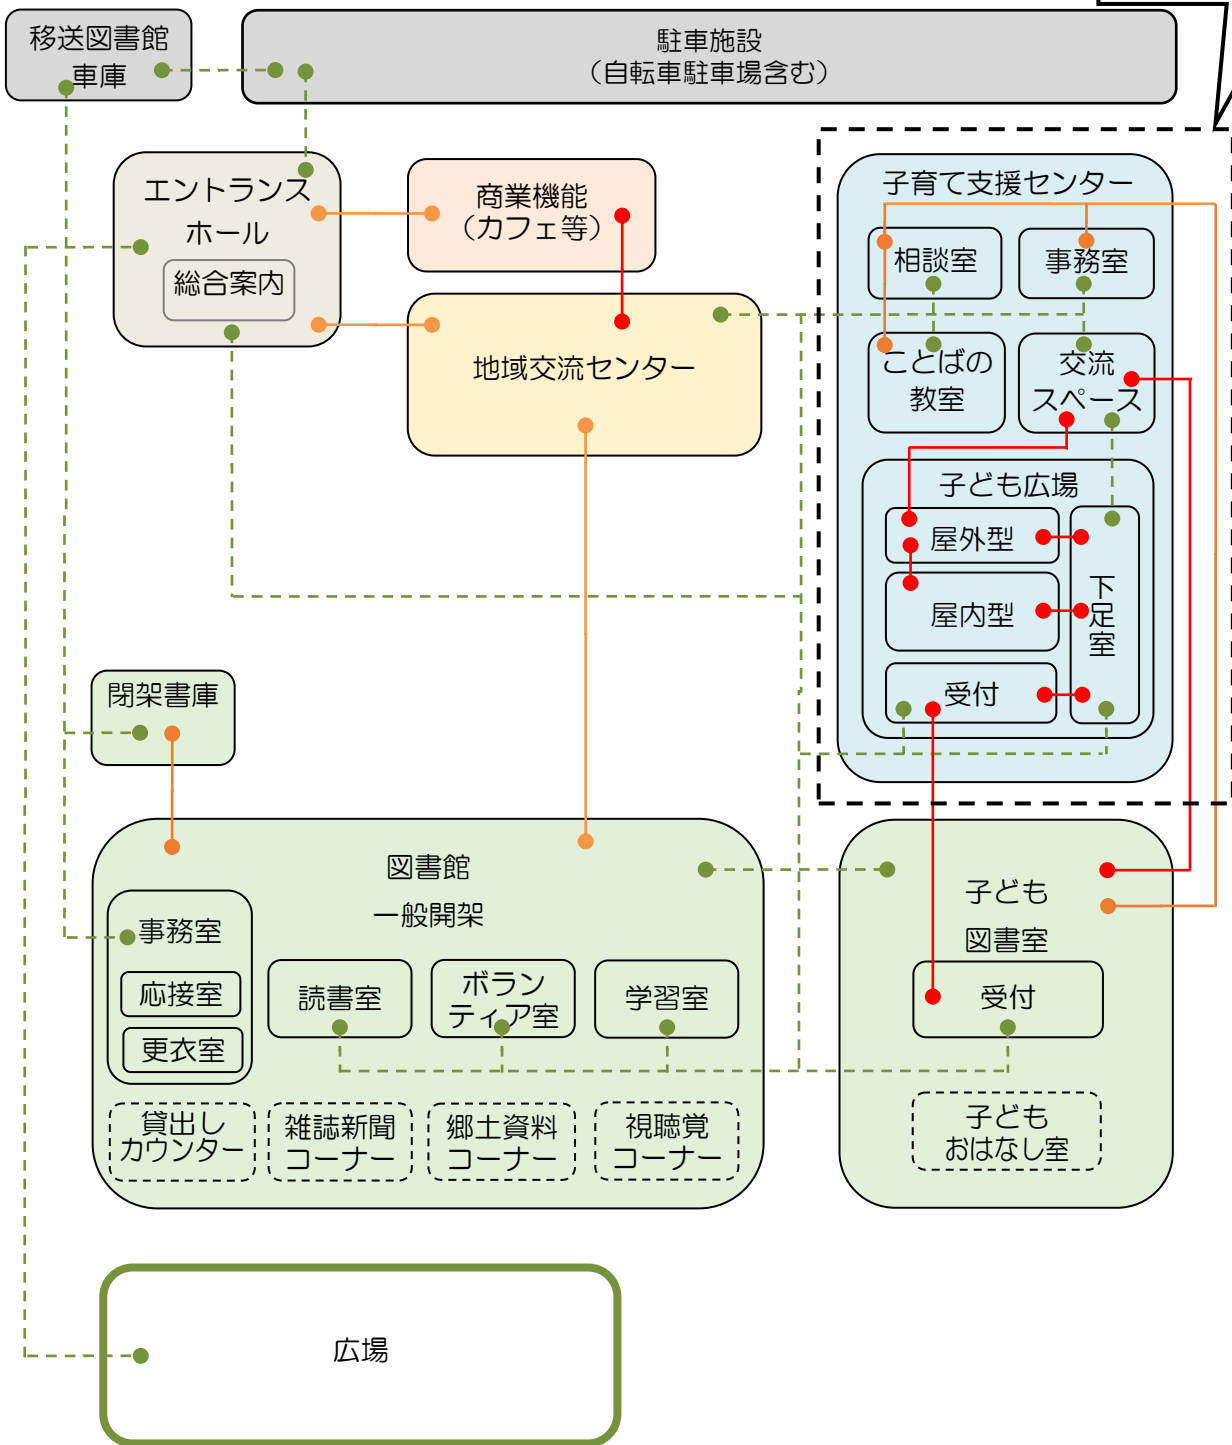 移送図書館
車庫
駐車施設
（自転車駐車場含む）
エントランス
ホール
総合案内
商業機能
（カフェ等）
地域交流センター
子育て支援センター
相談室
事務室
ことばの
教室
交流
スペース
子ども広場
屋外型
屋内型
受付
下足室
閉架書庫
図書館
一般開架
事務室
応接室
更衣室
読書室
ボラン
ティア室
学習室
貸出し
カウンター
雑誌新聞
コーナー
郷土資料
コーナー
視聴覚
コーナー
子ども
図書室
受付
子ども
おはなし室
広場